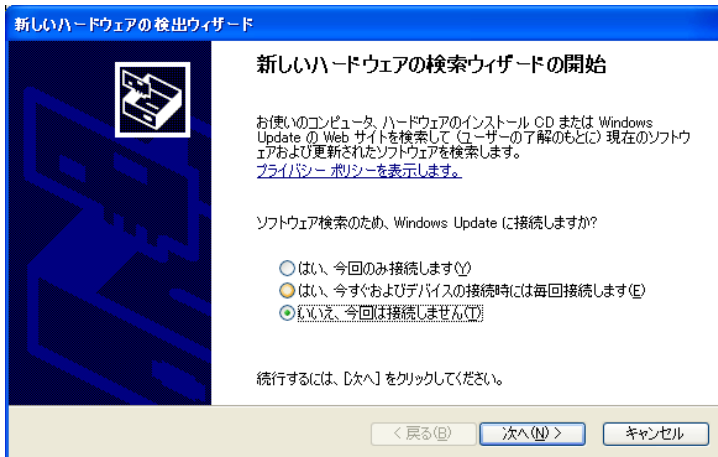 新しいハードウェアの検出ウィザード
新しいハードウェアの検索ウィザードの開始
お使いのコンピュータ、ハードウェアのインストール CD または Windows
Update の Web サイトを検索して (ユーザーの了解のもとに) 現在のソフトウ
ェアおよび更新されたソフトウェアを検索します。
プライバシー ポリシーを表示します。
ソフトウェア検索のため、Windows Update に接続しますか?
はい、今回のみ接続します(Y)
はい、今すぐおよびデバイスの接続時には毎回接続します(E)
いいえ、今回は接続しません(T)
続行するには、[次へ] をクリックしてください。
< 戻る(B)
次へ(N) >
キャンセル